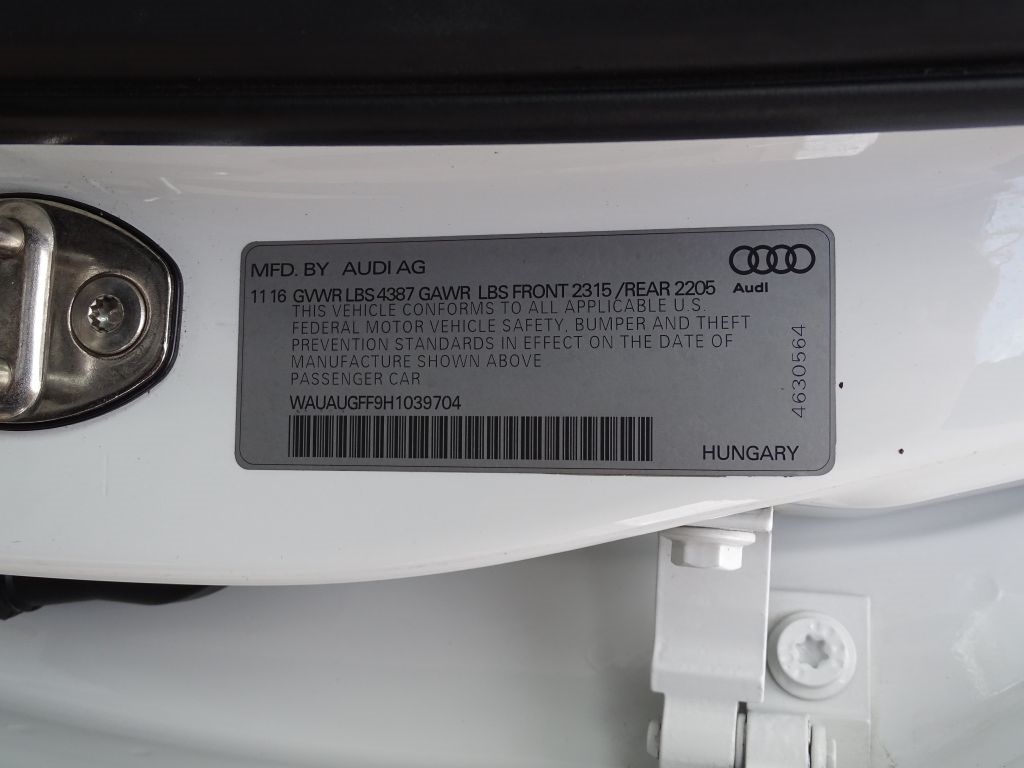 MFD. BY AUDI AG
11 16 GVWR LBS 4387 GAWR LBS FRONT 2315 /REAR 2205
Audi
THIS VEHICLE CONFORMS TO ALL APPLICABLE U.S.
FEDERAL MOTOR VEHICLE SAFETY, BUMPER AND THEFT
PREVENTION STANDARDS IN EFFECT ON THE DATE OF
MANUFACTURE SHOWN ABOVE
PASSENGER CAR
WAUAUGFF9H1039704
4630564
HUNGARY